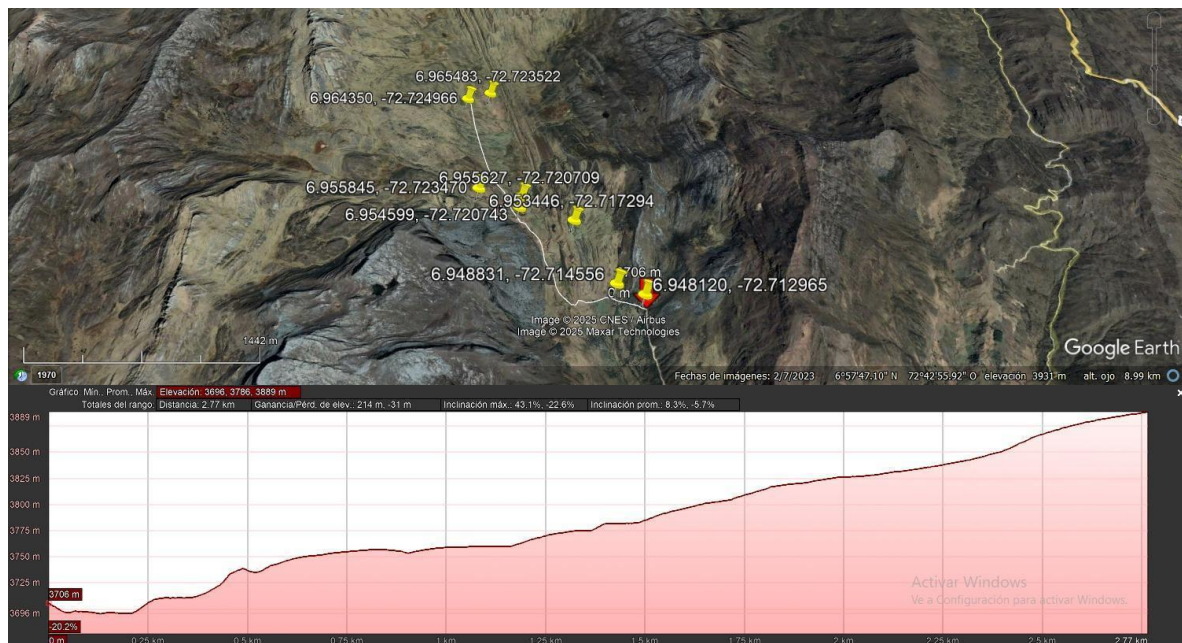 6.965483, -72.723522
6.964350, -72.724966
6.955627, -72.720709
6.955845, -72.723470
6.953446, -72.717294
6.954599, -72.720743
6.948831, -72.714556
706 m
6.948120, -72.712965
0 m
Image © 2025 CNES / Airbus
Image © 2025 Maxar Technologies
1442 m
Google Earth
1970
Fechas de imágenes: 2/7/2023 6°57'47.10" N 72°42'55.92" O elevación 3931 m alt. ojo 8.99 km
Gráfico: Mín., Prom., Máx. Elevación: 3696, 3786, 3889 m
Totales del rango: Distancia: 2.77 km Ganancia/Pérd. de elev.: 214 m, -31 m Inclinación máx.: 43.1%, -22.6% Inclinación prom.: 8.3%, -5.7%
3889 m
3850 m
3825 m
3800 m
3775 m
3750 m
3725 m
3706 m
3696 m
-20.2%
Activar Windows
Ve a Configuración para activar Windows.
0 m 0.25 km 0.5 km 0.75 km 1 km 1.25 km 1.5 km 1.75 km 2 km 2.25 km 2.5 km 2.77 km